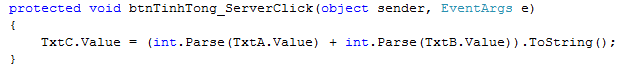 protected void btnTinhTong_ServerClick(object sender, EventArgs e)
{
TxtC.Value = (int.Parse(TxtA.Value) + int.Parse(TxtB.Value)).ToString();
}